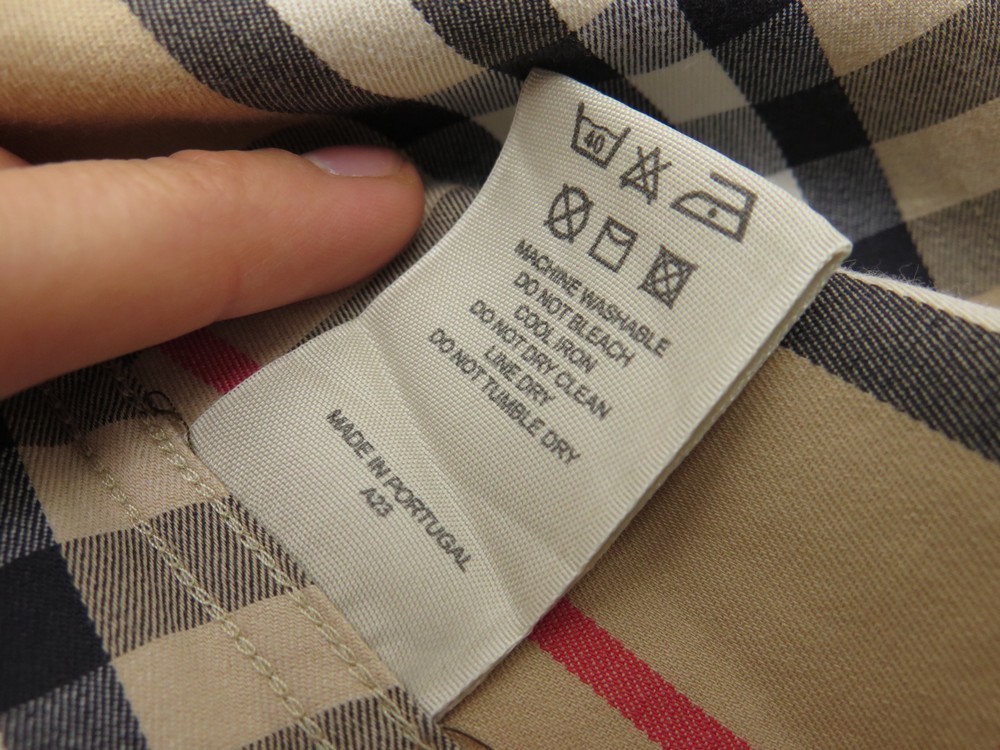 40
MACHINE WASHABLE
DO NOT BLEACH
COOL IRON
DO NOT DRY CLEAN
LINE DRY
DO NOT TUMBLE DRY
MADE IN PORTUGAL
A23